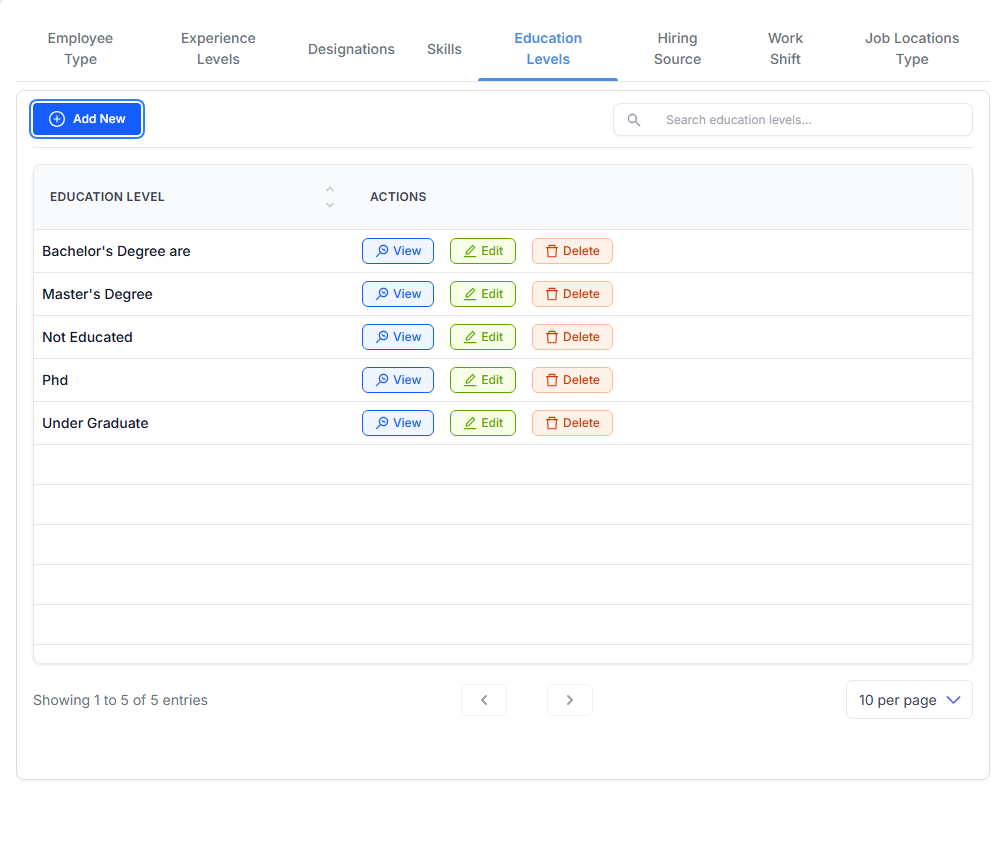 Employee Type
Experience Levels
Designations
Skills
Education Levels
Hiring Source
Work Shift
Job Locations Type
Add New
Search education levels...
EDUCATION LEVEL ACTIONS
Bachelor's Degree are View Edit Delete
Master's Degree View Edit Delete
Not Educated View Edit Delete
Phd View Edit Delete
Under Graduate View Edit Delete
Showing 1 to 5 of 5 entries
10 per page